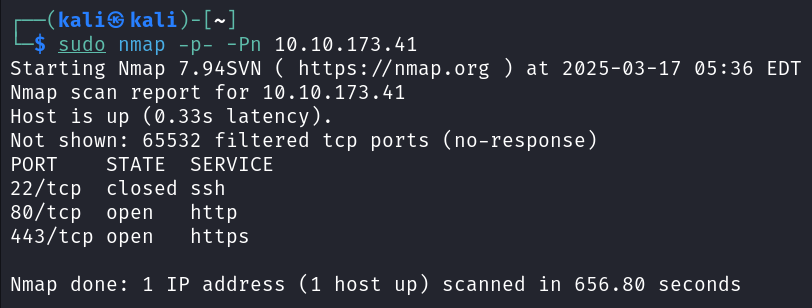 ┌──(kali㉿kali)-[~]
└─$ sudo nmap -p- -Pn 10.10.173.41
Starting Nmap 7.94SVN ( https://nmap.org ) at 2025-03-17 05:36 EDT
Nmap scan report for 10.10.173.41
Host is up (0.33s latency).
Not shown: 65532 filtered tcp ports (no-response)
PORT    STATE  SERVICE
22/tcp  closed ssh
80/tcp  open   http
443/tcp open   https
Nmap done: 1 IP address (1 host up) scanned in 656.80 seconds